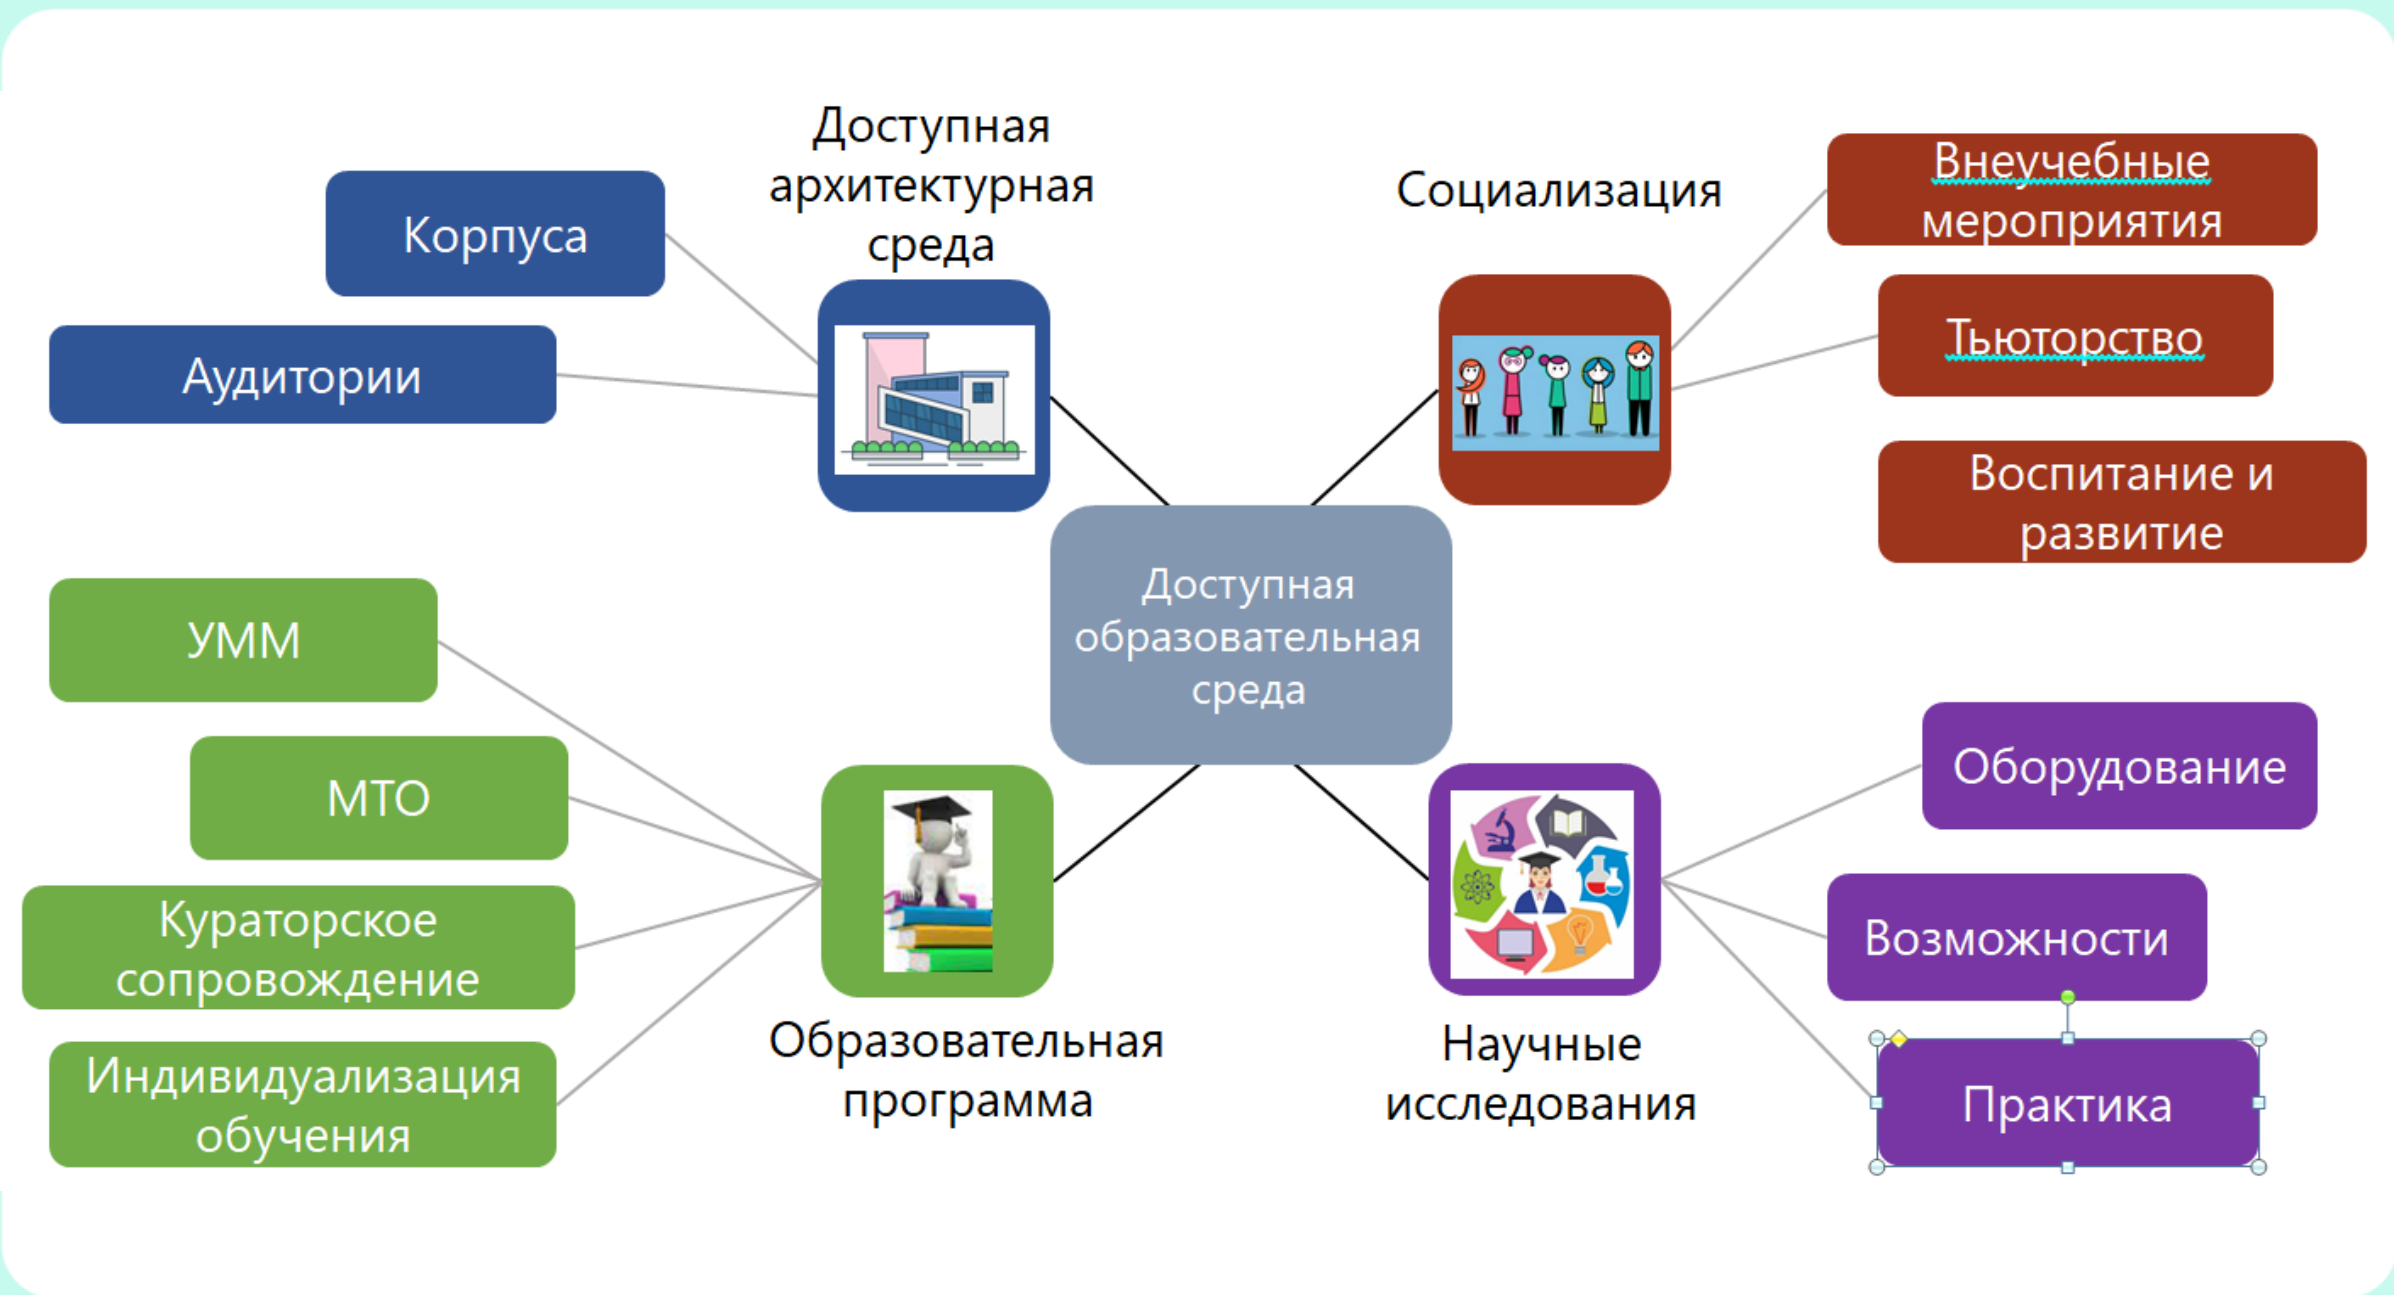 Доступная
архитектурная
среда
Корпуса
Аудитории
Социализация
Внеучебные
мероприятия
Тьюторство
Воспитание и
развитие
Доступная
образовательная
среда
УММ
МТО
Кураторское
сопровождение
Индивидуализация
обучения
Образовательная
программа
Научные
исследования
Оборудование
Возможности
Практика